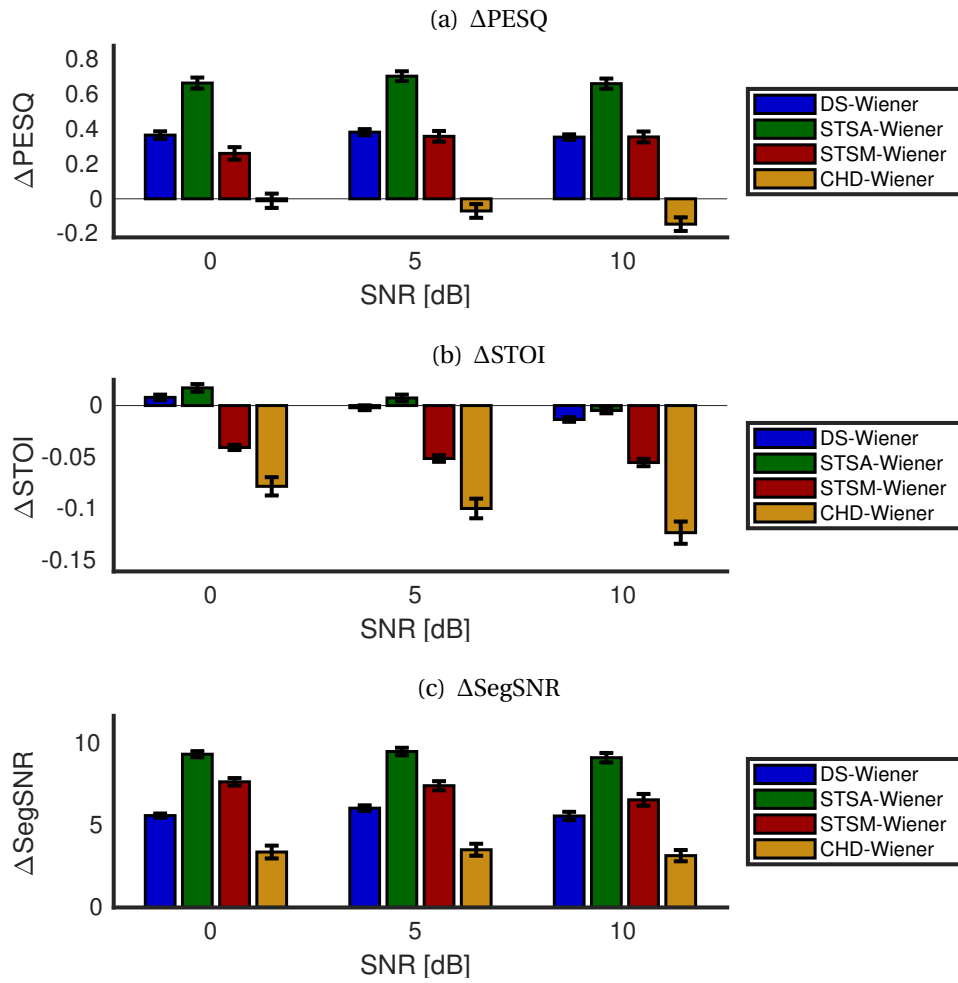 (a) ΔPESQ
0.8
0.6
0.4
0.2
0
-0.2
ΔPESQ
0 5 10
SNR [dB]
DS-Wiener
STSA-Wiener
STSM-Wiener
CHD-Wiener
(b) ΔSTOI
0
-0.05
-0.1
-0.15
ΔSTOI
0 5 10
SNR [dB]
DS-Wiener
STSA-Wiener
STSM-Wiener
CHD-Wiener
(c) ΔSegSNR
10
5
0
ΔSegSNR
0 5 10
SNR [dB]
DS-Wiener
STSA-Wiener
STSM-Wiener
CHD-Wiener